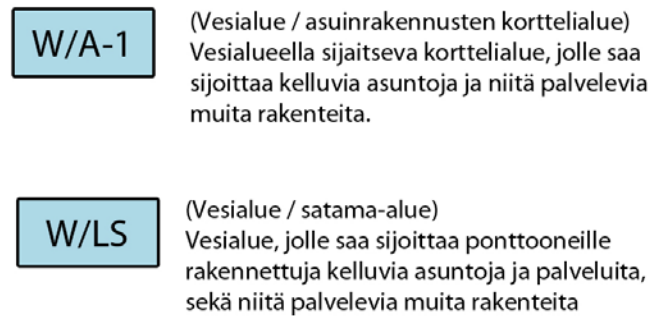 W/A-1
(Vesialue / asuinrakennusten korttelialue)
Vesialueella sijaitseva korttelialue, jolle saa
sijoittaa kelluvia asuntoja ja niitä palvelevia
muita rakenteita.
W/LS
(Vesialue / satama-alue)
Vesialue, jolle saa sijoittaa ponttooneille
rakennettuja kelluvia asuntoja ja palveluita,
sekä niitä palvelevia muita rakenteita